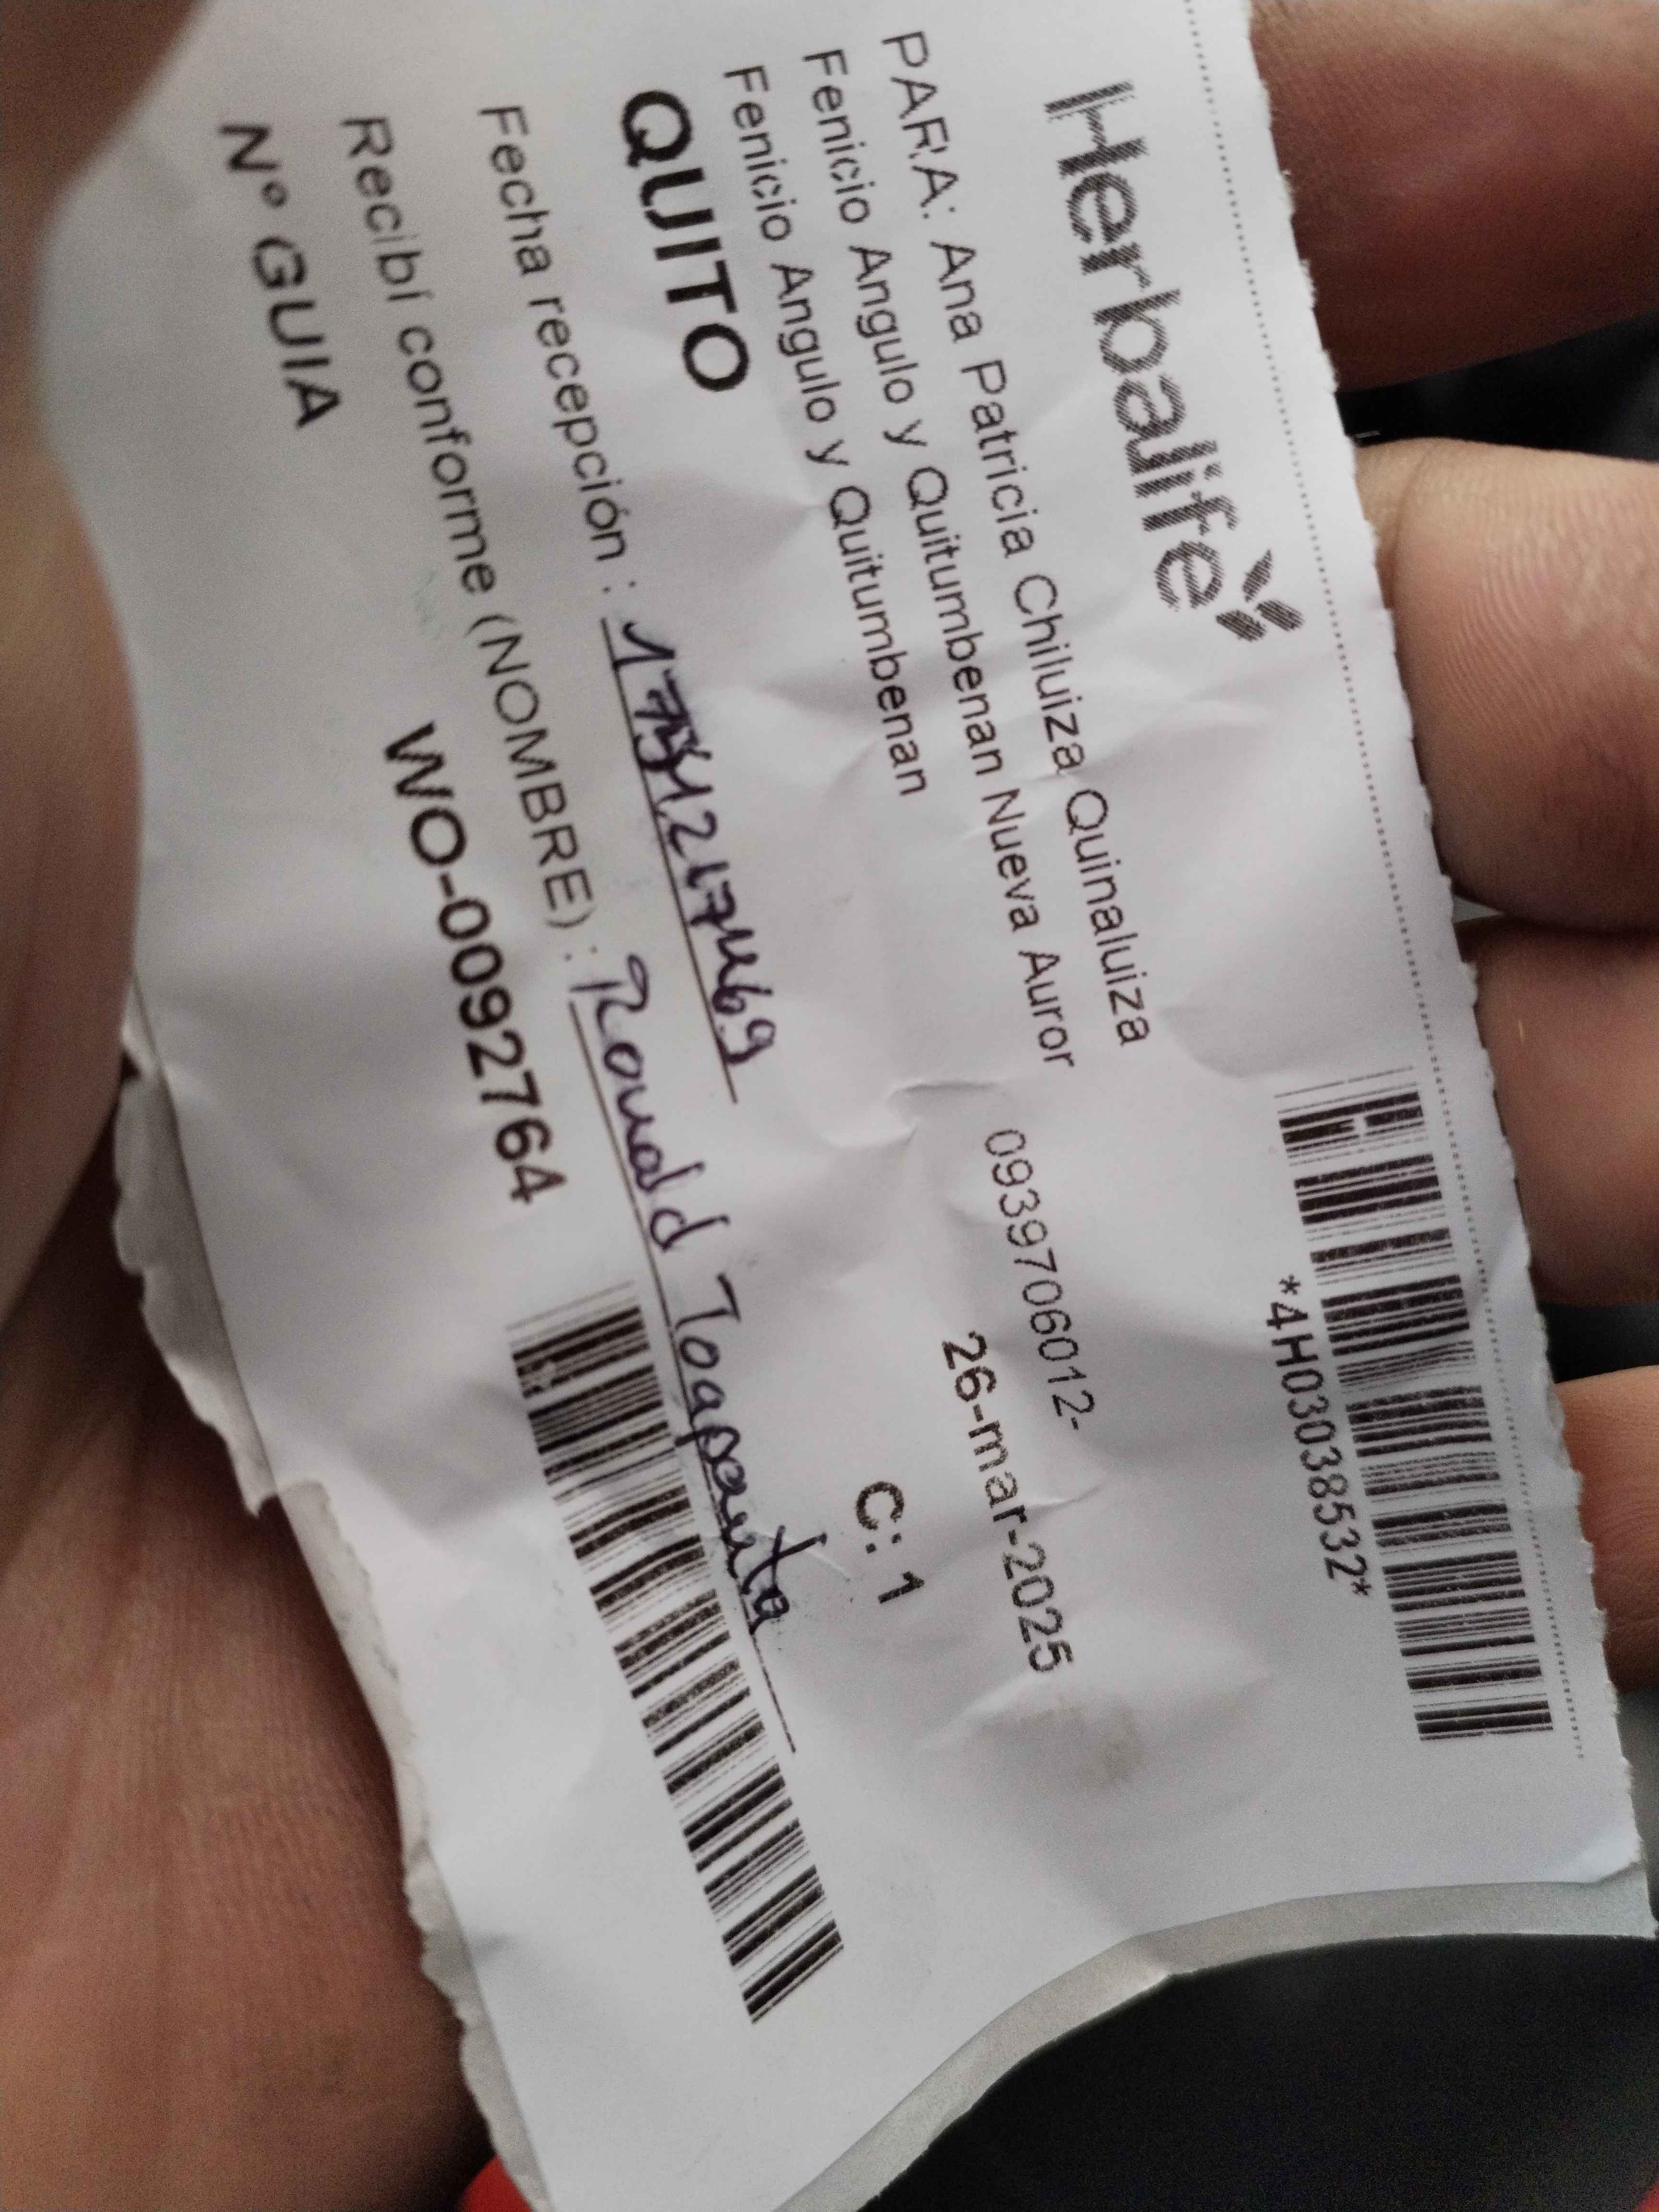 Herbalife
*4H03038532*
PARA: Ana Patricia Chiluiza Quinaluiza
Fenicio Angulo y Quitumbenan Nueva Auror
0939706012-
Fenicio Angulo y Quitumbenan
26-mar-2025
QUITO
C: 1
Fecha recepción :
Recibí conforme (NOMBRE) : Ronald Toapanta
Nº GUIA
WO-0092764